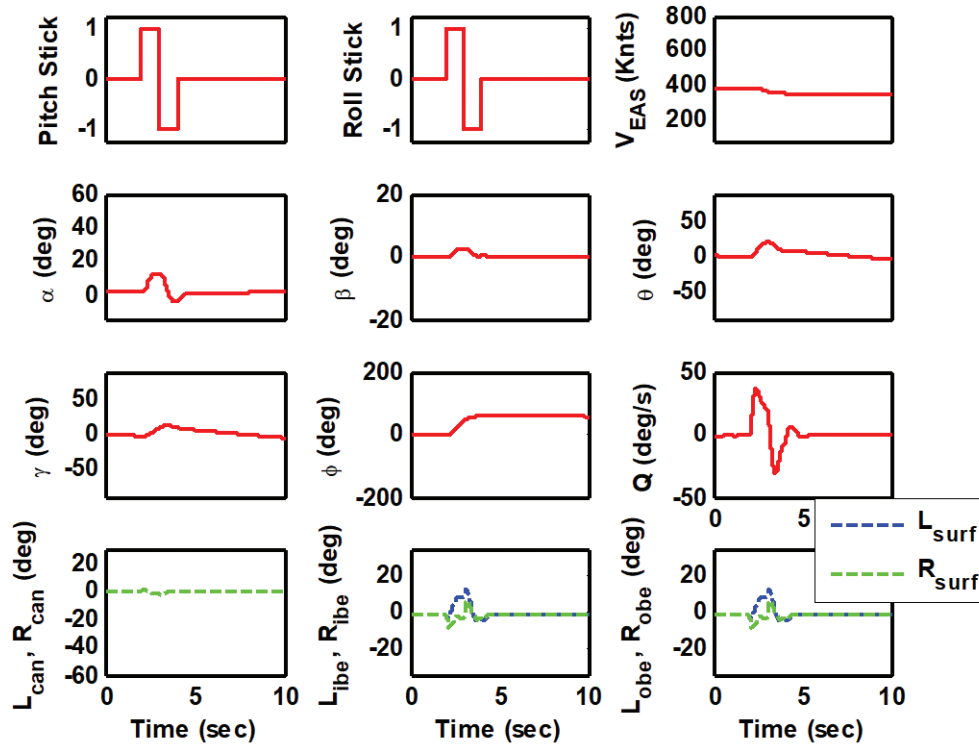 Pitch Stick
1
0
-1
Roll Stick
1
0
-1
V_EAS (Knts)
800
600
400
200
α (deg)
60
40
20
0
β (deg)
20
0
-20
θ (deg)
50
0
-50
γ (deg)
50
0
-50
ϕ (deg)
200
0
-200
Q (deg/s)
50
0
-50
0 5
L_surf
R_surf
L_can, R_can (deg)
20
0
-20
-40
-60
0 5 10
Time (sec)
L_ibe, R_ibe (deg)
20
0
-20
0 5 10
Time (sec)
L_obe, R_obe (deg)
20
0
-20
0 5 10
Time (sec)